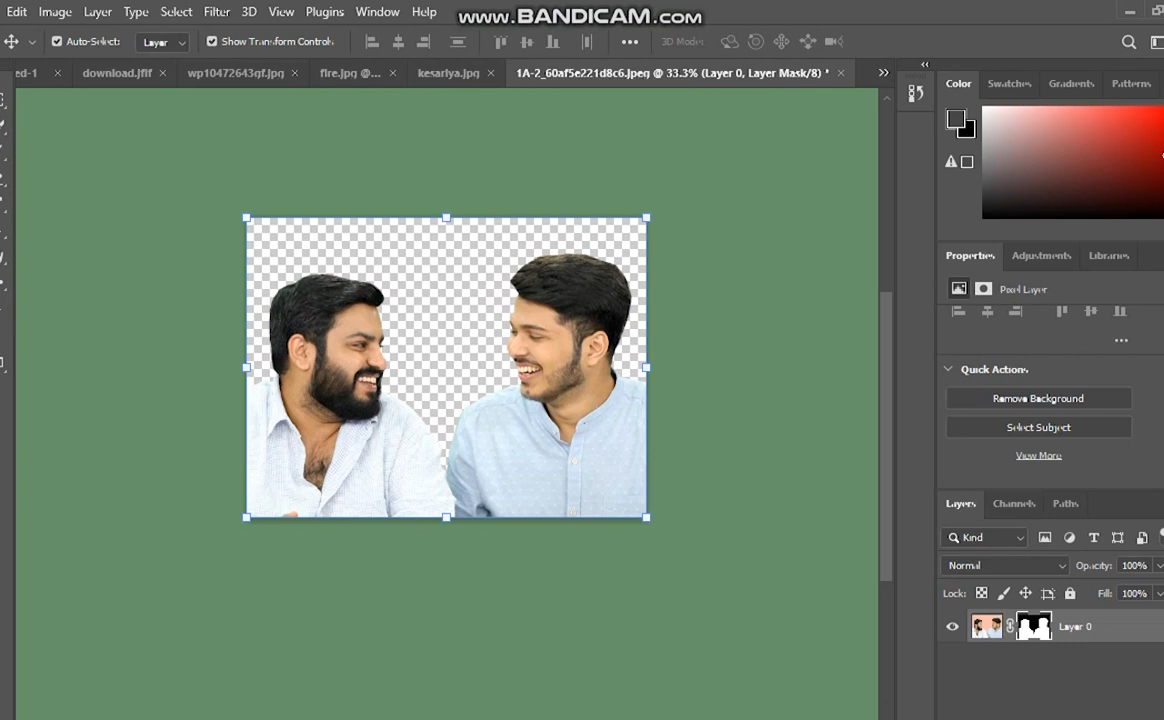 Edit Image Layer Type Select Filter 3D View Plugins Window Help
www.BANDICAM.com
Auto-Select: Layer Show Transform Controls 3D Mode:
ed-1 × download.jfif × wp10472643gf.jpg × fire.jpg @... × kesariya.jpg × 1A-2_60af5e221d8c6.jpeg @ 33.3% (Layer 0, Layer Mask/8) * ×
Color Swatches Gradients Patterns
Properties Adjustments Libraries
Pixel Layer
Quick Actions
Remove Background
Select Subject
View More
Layers Channels Paths
Kind
Normal Opacity: 100%
Lock: Fill: 100%
Layer 0